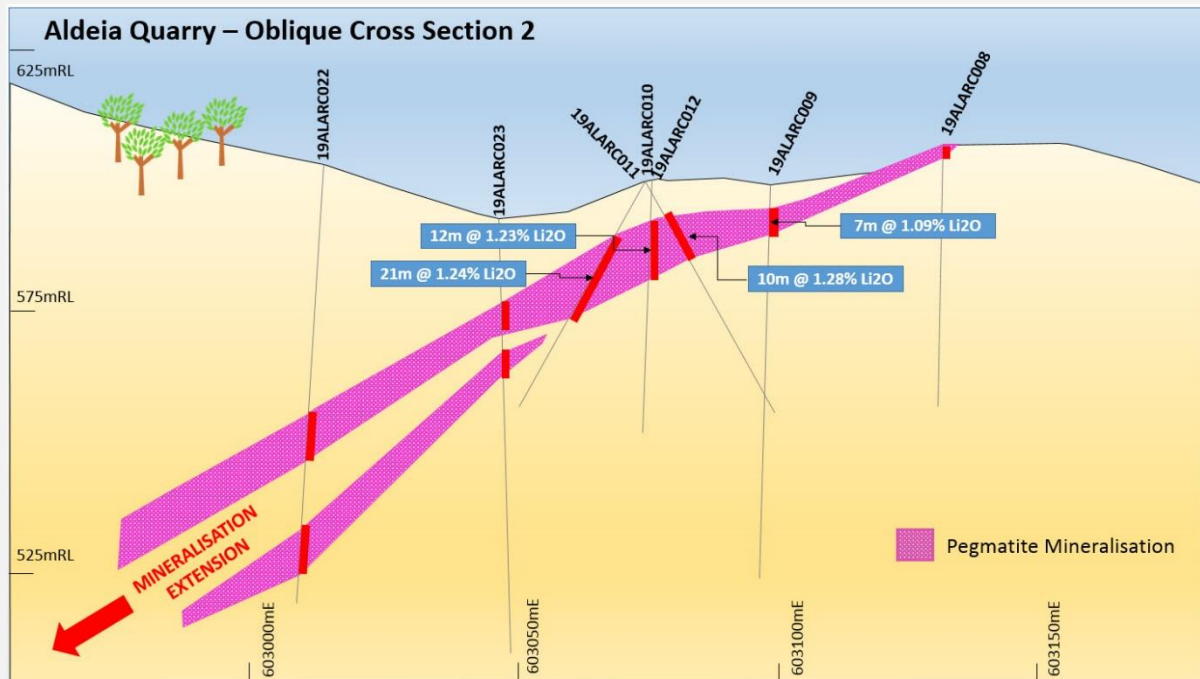 Aldeia Quarry – Oblique Cross Section 2
625mRL
19ALARC022
19ALARC023
19ALARC011
19ALARC010
19ALARC012
19ALARC009
19ALARC008
12m @ 1.23% Li2O
7m @ 1.09% Li2O
21m @ 1.24% Li2O
10m @ 1.28% Li2O
575mRL
525mRL
MINERALISATION
EXTENSION
Pegmatite Mineralisation
603000mE
603050mE
603100mE
603150mE